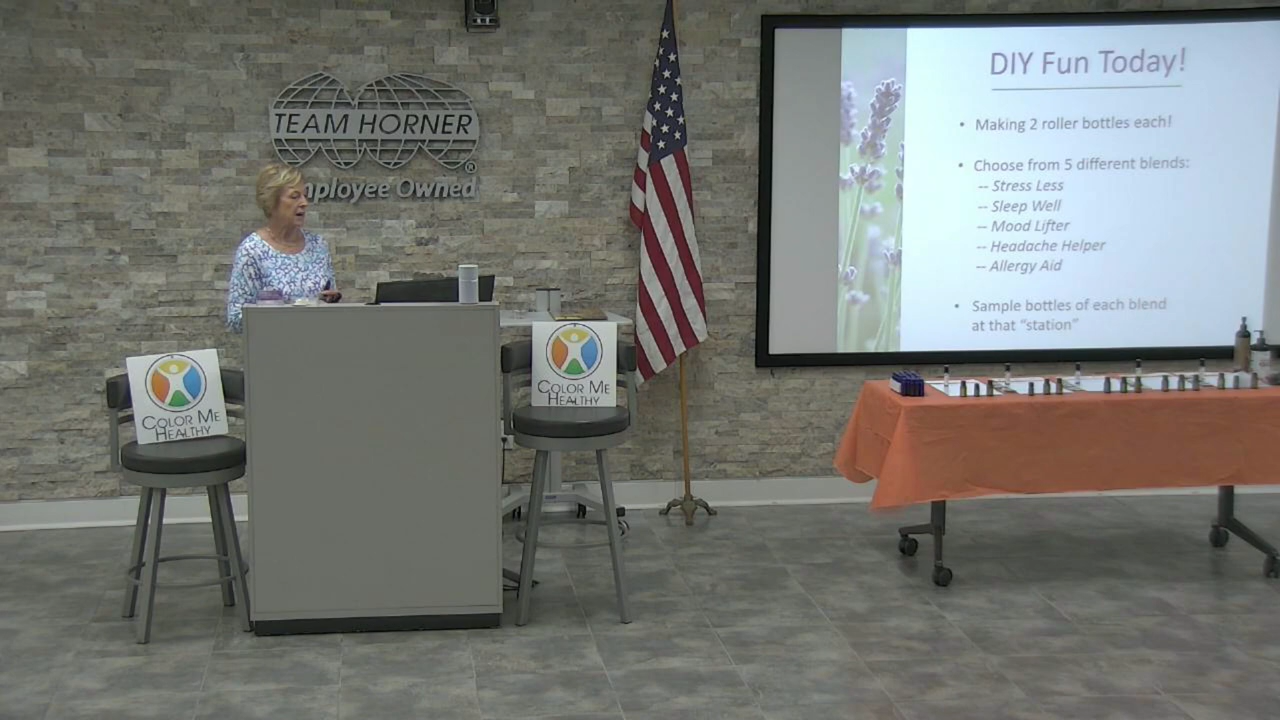 TEAM HORNER
®
mployee Owned
COLOR ME
HEALTHY
COLOR ME
HEALTHY
DIY Fun Today!
• Making 2 roller bottles each!
• Choose from 5 different blends:
-- Stress Less
-- Sleep Well
-- Mood Lifter
-- Headache Helper
-- Allergy Aid
• Sample bottles of each blend
at that “station”